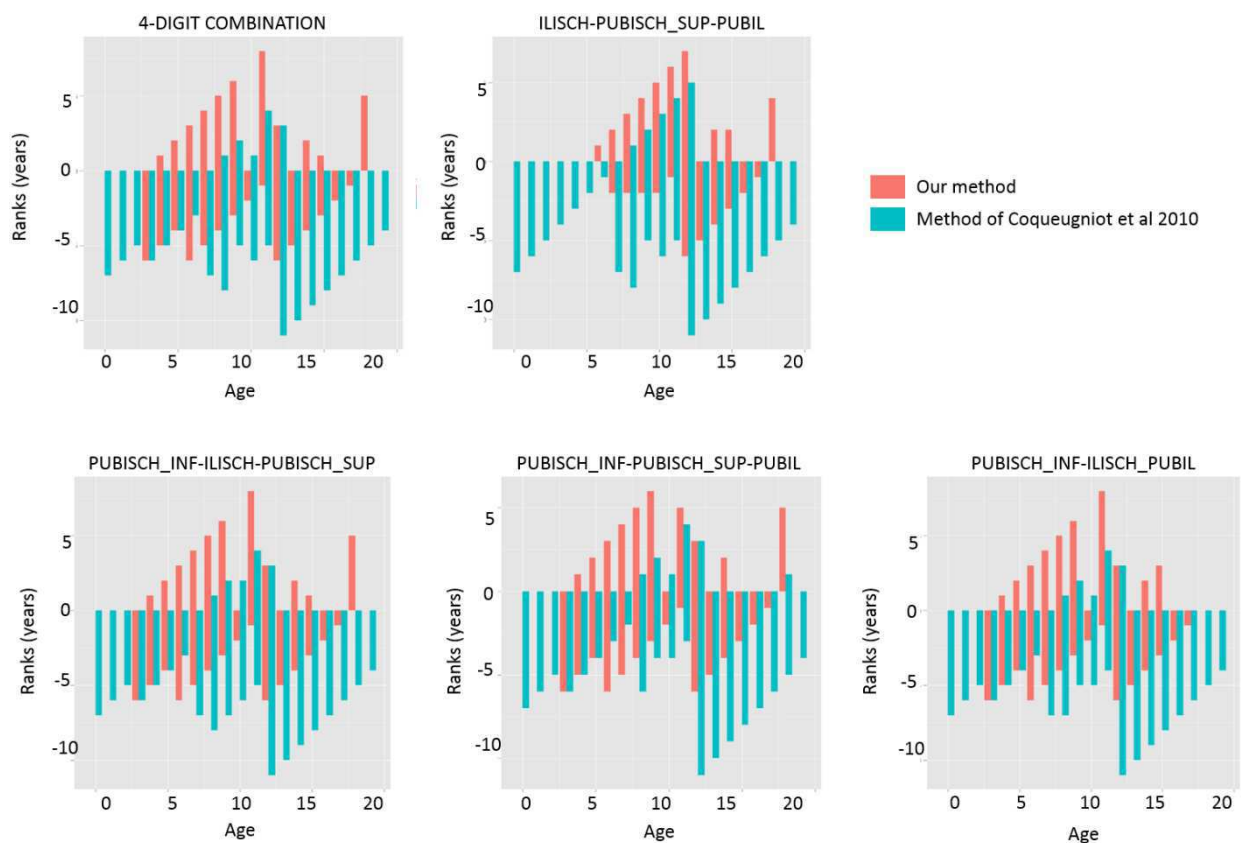 4-DIGIT COMBINATION
ILISCH-PUBISCH_SUP-PUBIL
Ranks (years)
5
0
-5
-10
0 5 10 15 20
Age
Ranks (years)
5
0
-5
-10
0 5 10 15 20
Age
Our method
Method of Coqueugniot et al 2010
PUBISCH_INF-ILISCH-PUBISCH_SUP
PUBISCH_INF-PUBISCH_SUP-PUBIL
PUBISCH_INF-ILISCH_PUBIL
Ranks (years)
5
0
-5
-10
0 5 10 15 20
Age
Ranks (years)
5
0
-5
-10
0 5 10 15 20
Age
Ranks (years)
5
0
-5
-10
0 5 10 15 20
Age